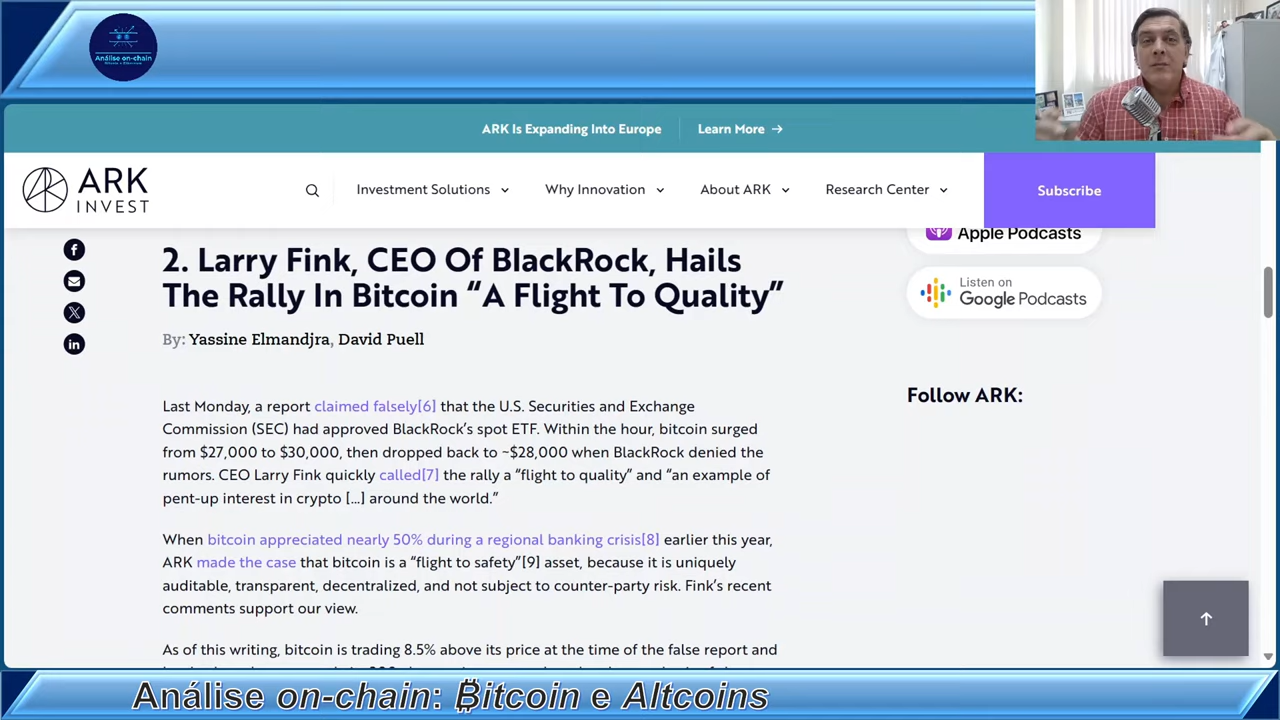 Análise on-chain
Bitcoin e Altcoins
ARK Is Expanding Into Europe
Learn More →
ARK
INVEST
Investment Solutions
Why Innovation
About ARK
Research Center
Subscribe
Apple Podcasts
Listen on
Google Podcasts
2. Larry Fink, CEO Of BlackRock, Hails
The Rally In Bitcoin “A Flight To Quality”
By: Yassine Elmandjra, David Puell
Follow ARK:
Last Monday, a report claimed falsely[6] that the U.S. Securities and Exchange
Commission (SEC) had approved BlackRock’s spot ETF. Within the hour, bitcoin surged
from $27,000 to $30,000, then dropped back to ~$28,000 when BlackRock denied the
rumors. CEO Larry Fink quickly called[7] the rally a “flight to quality” and “an example of
pent-up interest in crypto […] around the world.”
When bitcoin appreciated nearly 50% during a regional banking crisis[8] earlier this year,
ARK made the case that bitcoin is a “flight to safety”[9] asset, because it is uniquely
auditable, transparent, decentralized, and not subject to counter-party risk. Fink’s recent
comments support our view.
As of this writing, bitcoin is trading 8.5% above its price at the time of the false report and
Análise on-chain: ₿itcoin e Altcoins